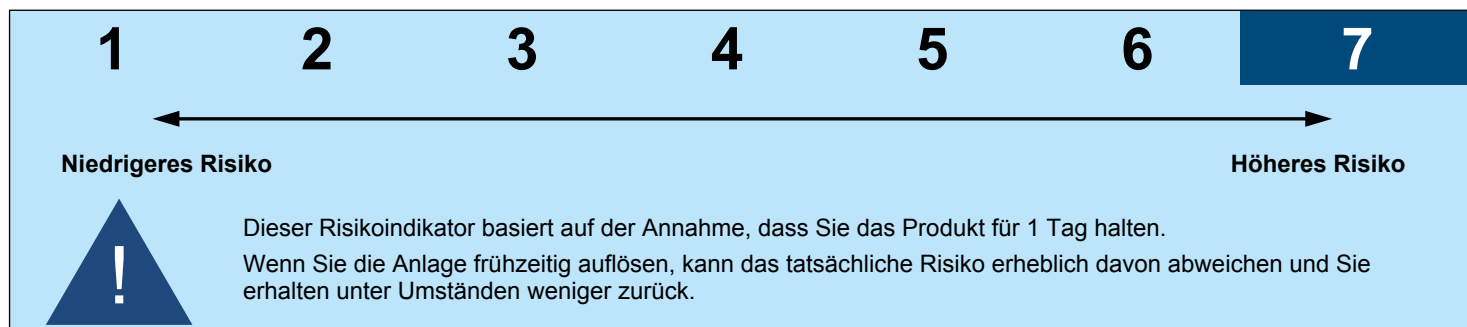 1 2 3 4 5 6 7
Niedrigeres Risiko Höheres Risiko
!
Dieser Risikoindikator basiert auf der Annahme, dass Sie das Produkt für 1 Tag halten.
Wenn Sie die Anlage frühzeitig auflösen, kann das tatsächliche Risiko erheblich davon abweichen und Sie
erhalten unter Umständen weniger zurück.